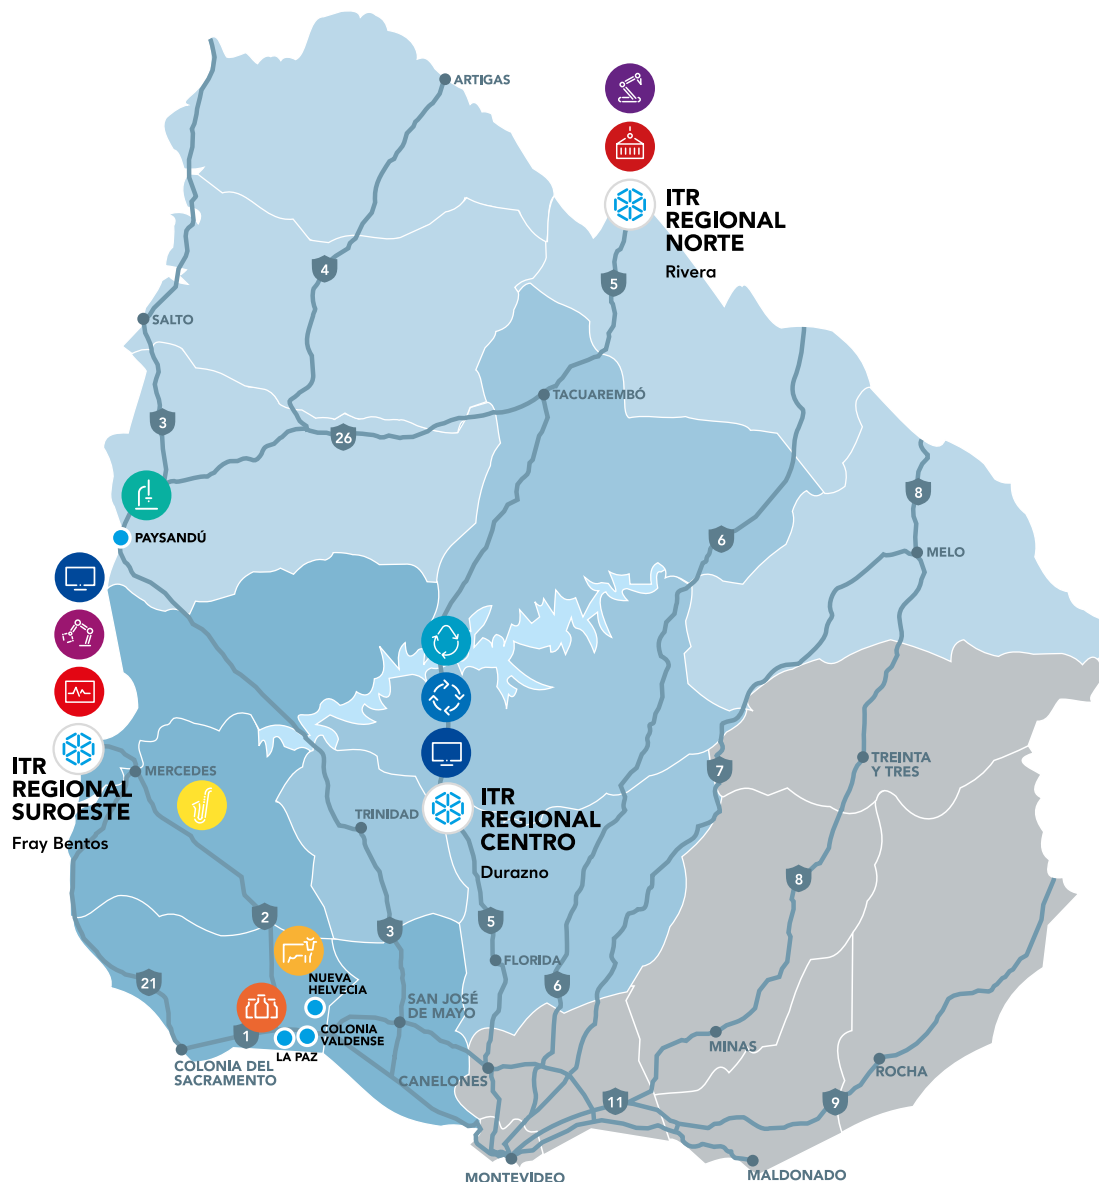 ARTIGAS
ITR
REGIONAL
NORTE
Rivera
4
5
SALTO
TACUAREMBÓ
3
26
8
PAYSANDÚ
6
MELO
ITR
REGIONAL
SUROESTE
Fray Bentos
MERCEDES
TRINIDAD
ITR
REGIONAL
CENTRO
Durazno
7
TREINTA
Y TRES
8
2
3
5
FLORIDA
6
21
NUEVA
HELVECIA
SAN JOSÉ
DE MAYO
1
COLONIA
VALDENSE
LA PAZ
COLONIA DEL
SACRAMENTO
CANELONES
MINAS
ROCHA
11
9
MONTEVIDEO
MALDONADO